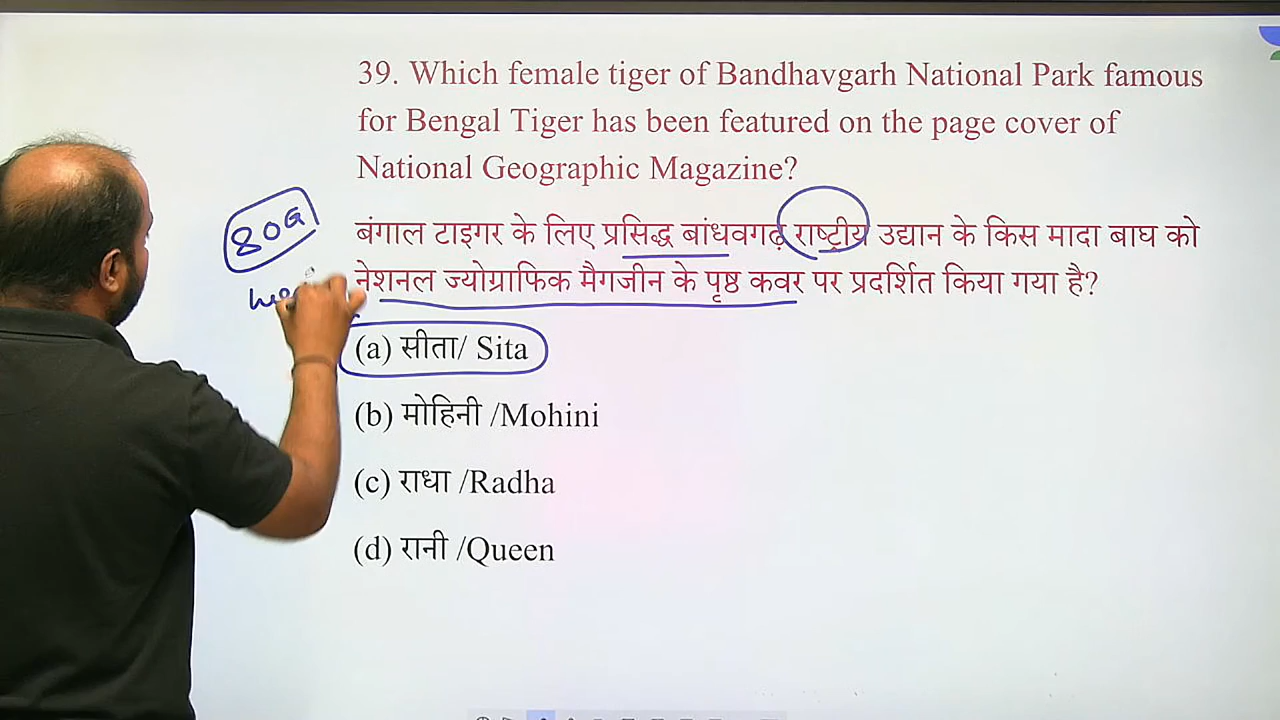 39. Which female tiger of Bandhavgarh National Park famous
for Bengal Tiger has been featured on the page cover of
National Geographic Magazine?
बंगाल टाइगर के लिए प्रसिद्ध बांधवगढ़ राष्ट्रीय उद्यान के किस मादा बाघ को
नेशनल ज्योग्राफिक मैगजीन के पृष्ठ कवर पर प्रदर्शित किया गया है?
(a) सीता/ Sita
(b) मोहिनी /Mohini
(c) राधा /Radha
(d) रानी /Queen